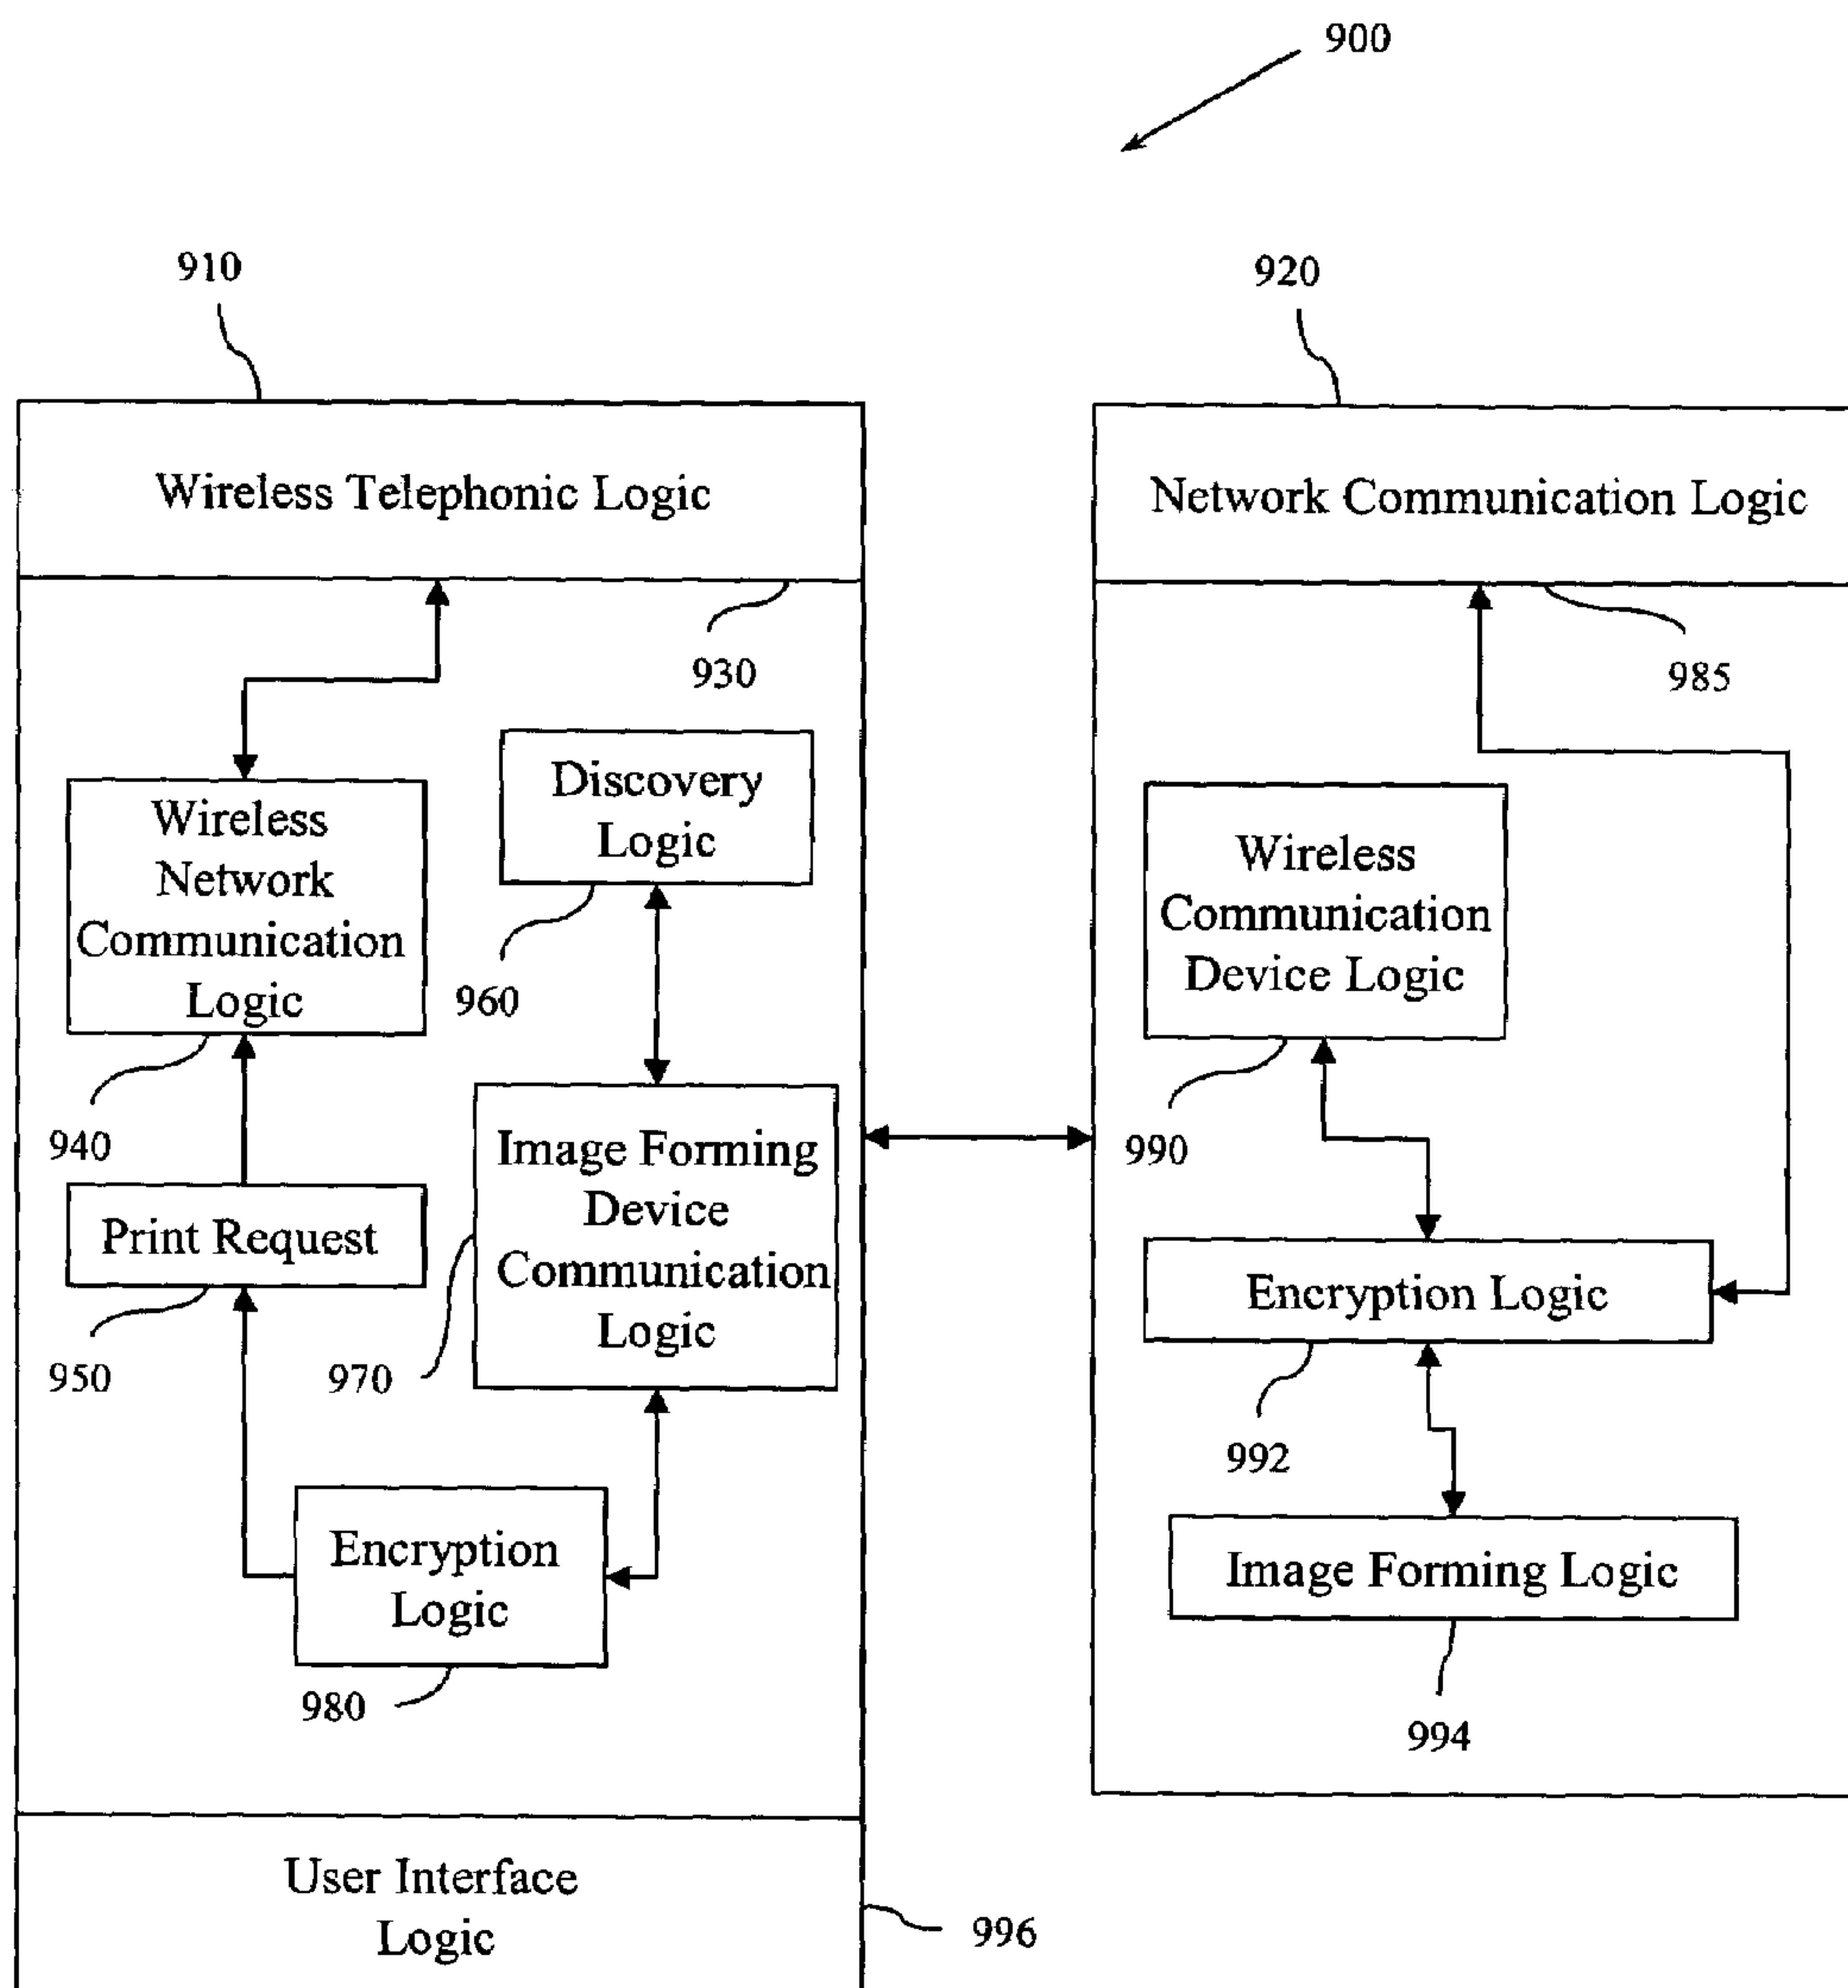 900
910
920
Wireless Telephonic Logic
Network Communication Logic
930
985
Wireless
Network
Communication
Logic
940
Discovery
Logic
960
Print Request
950
Image Forming
Device
Communication
Logic
970
Encryption
Logic
980
Wireless
Communication
Device Logic
990
Encryption Logic
992
Image Forming Logic
994
User Interface
Logic
996